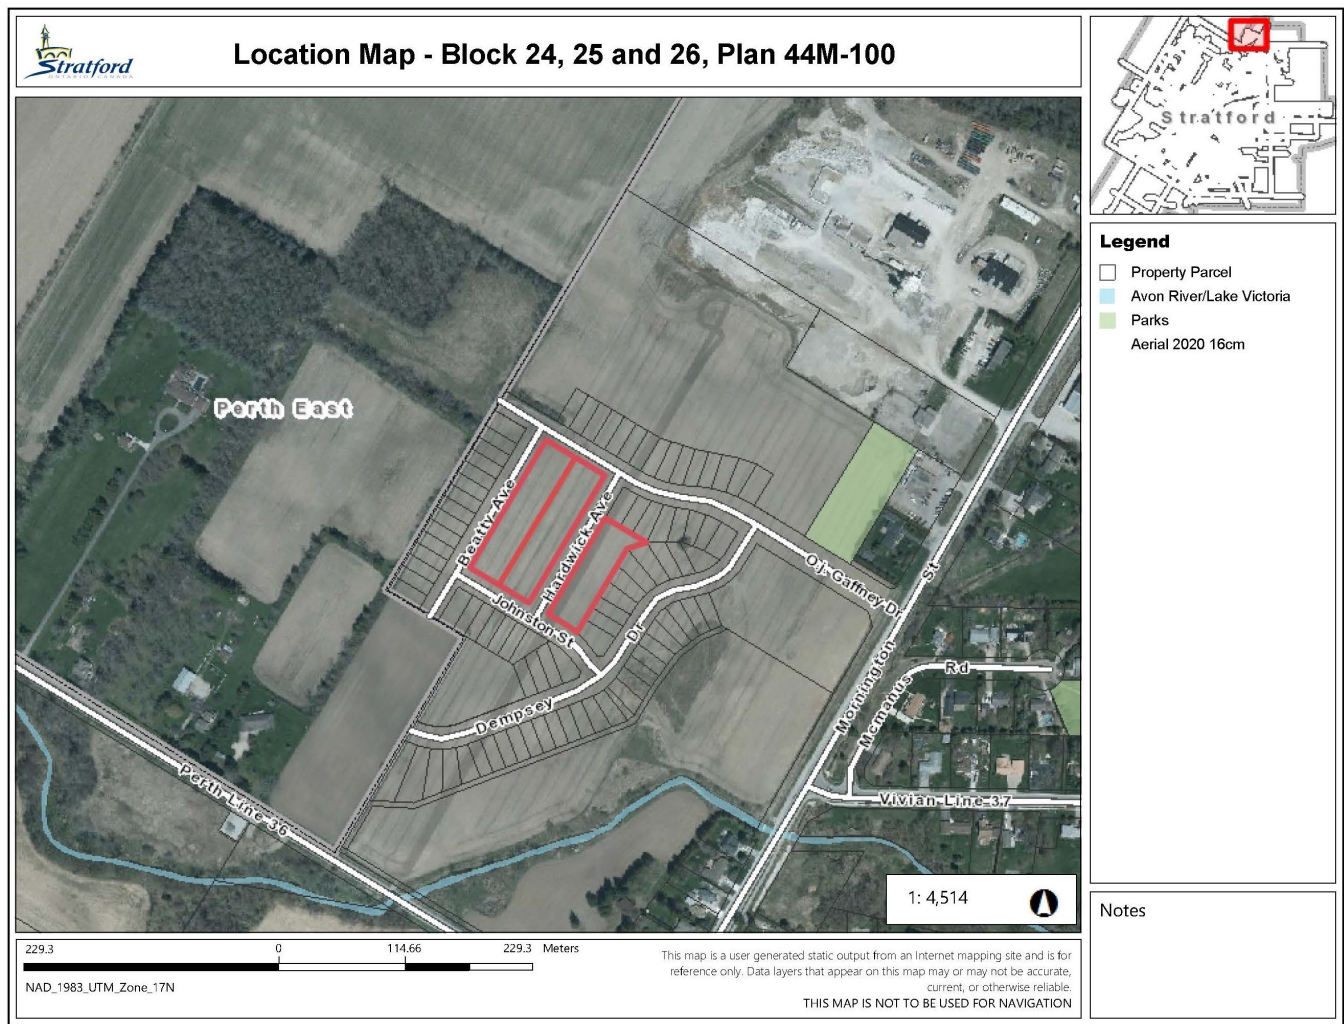 Stratford
ONTARIO CANADA
Location Map - Block 24, 25 and 26, Plan 44M-100
Stratford
Legend
Property Parcel
Avon River/Lake Victoria
Parks
Aerial 2020 16cm
Perth East
Beatty Ave
Hardwick Ave
Johnston St
Dr
Dempsey
O.j. Gaffney Dr
Mornington St
Mcmanus Rd
Vivian Line 37
Perth Line 36
1: 4,514
Notes
229.3 0 114.66 229.3 Meters
NAD_1983_UTM_Zone_17N
This map is a user generated static output from an Internet mapping site and is for
reference only. Data layers that appear on this map may or may not be accurate,
current, or otherwise reliable.
THIS MAP IS NOT TO BE USED FOR NAVIGATION